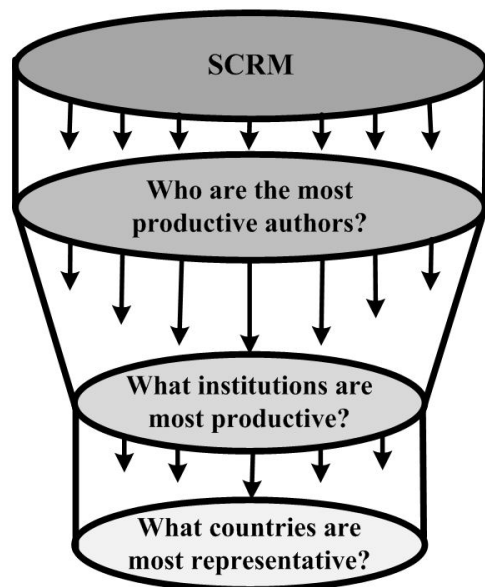 SCRM
Who are the most
productive authors?
What institutions are
most productive?
What countries are
most representative?